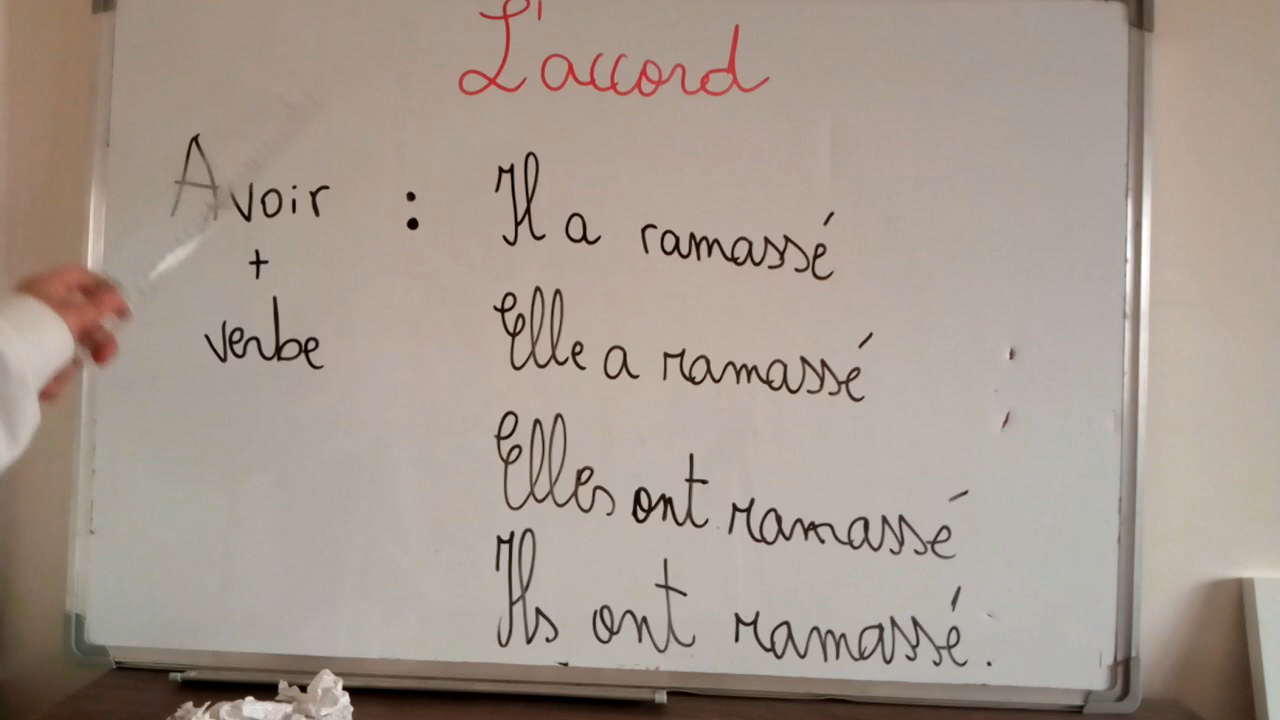 L'accord
Avoir : Il a ramassé
+
verbe
Elle a ramassé
Elles ont ramassé
Ils ont ramassé.